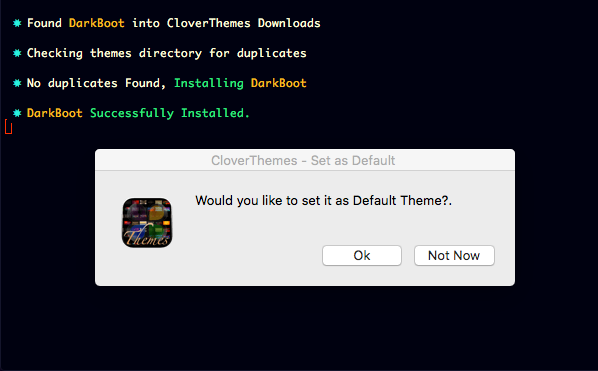 ✸ Found DarkBoot into CloverThemes Downloads
✸ Checking themes directory for duplicates
✸ No duplicates Found, Installing DarkBoot
✸ DarkBoot Successfully Installed.
CloverThemes - Set as Default
Would you like to set it as Default Theme?.
Themes
Ok Not Now